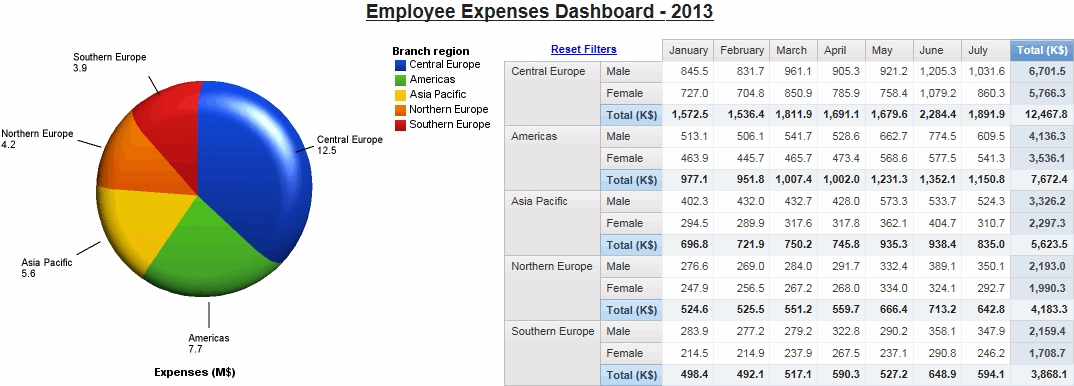 Employee Expenses Dashboard - 2013
Southern Europe
3.9
Northern Europe
4.2
Asia Pacific
5.6
Americas
7.7
Central Europe
12.5
Expenses (M$)
Branch region
Central Europe
Americas
Asia Pacific
Northern Europe
Southern Europe
Reset Filters January February March April May June July Total (K$)
Central Europe Male 845.5 831.7 961.1 905.3 921.2 1,205.3 1,031.6 6,701.5
Female 727.0 704.8 850.9 785.9 758.4 1,079.2 860.3 5,766.3
Total (K$) 1,572.5 1,536.4 1,811.9 1,691.1 1,679.6 2,284.4 1,891.9 12,467.8
Americas Male 513.1 506.1 541.7 528.6 662.7 774.5 609.5 4,136.3
Female 463.9 445.7 465.7 473.4 568.6 577.5 541.3 3,536.1
Total (K$) 977.1 951.8 1,007.4 1,002.0 1,231.3 1,352.1 1,150.8 7,672.4
Asia Pacific Male 402.3 432.0 432.7 428.0 573.3 533.7 524.3 3,326.2
Female 294.5 289.9 317.6 317.8 362.1 404.7 310.7 2,297.3
Total (K$) 696.8 721.9 750.2 745.8 935.3 938.4 835.0 5,623.5
Northern Europe Male 276.6 269.0 284.0 291.7 332.4 389.1 350.1 2,193.0
Female 247.9 256.5 267.2 268.0 334.0 324.1 292.7 1,990.3
Total (K$) 524.6 525.5 551.2 559.7 666.4 713.2 642.8 4,183.3
Southern Europe Male 283.9 277.2 279.2 322.8 290.2 358.1 347.9 2,159.4
Female 214.5 214.9 237.9 267.5 237.1 290.8 246.2 1,708.7
Total (K$) 498.4 492.1 517.1 590.3 527.2 648.9 594.1 3,868.1